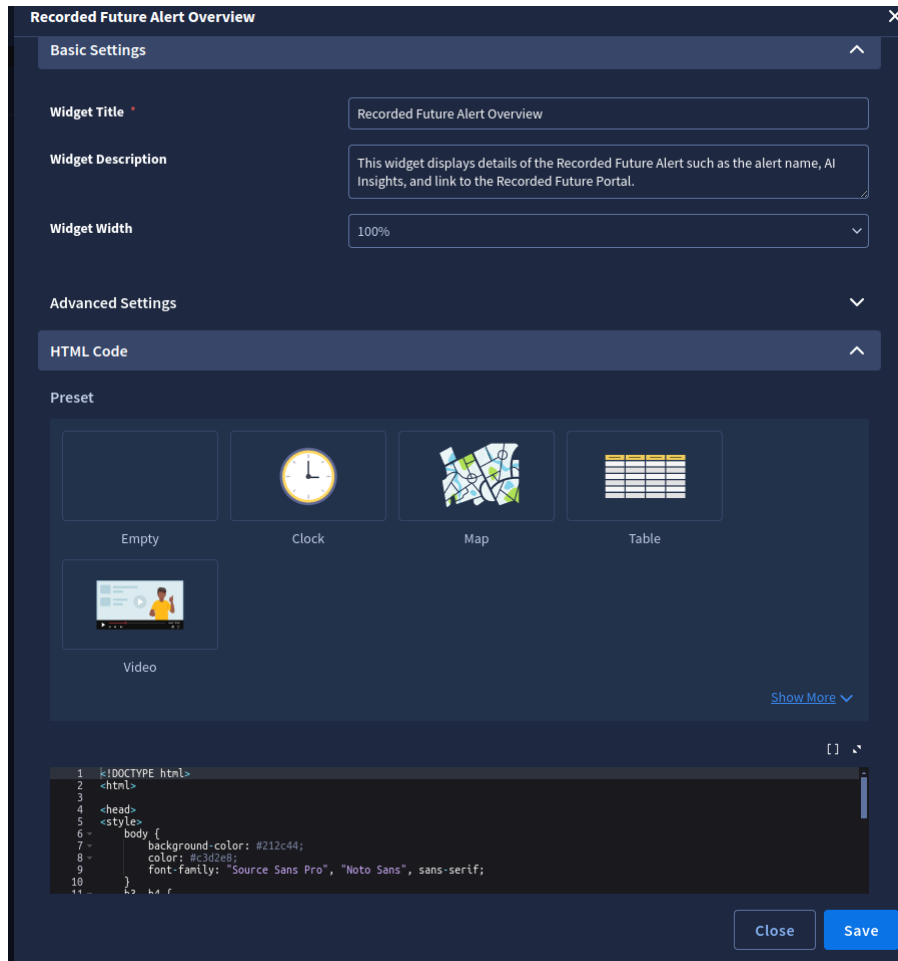 Recorded Future Alert Overview
Basic Settings
Widget Title *
Recorded Future Alert Overview
Widget Description
This widget displays details of the Recorded Future Alert such as the alert name, AI
Insights, and link to the Recorded Future Portal.
Widget Width
100%
Advanced Settings
HTML Code
Preset
Empty
Clock
Map
Table
Video
Show More
[]
1 <!DOCTYPE html>
2 <html>
3
4 <head>
5 <style>
6 body {
7 background-color: #212c44;
8 color: #c3d2e8;
9 font-family: "Source Sans Pro", "Noto Sans", sans-serif;
10 }
11 h3, h4 {
Close
Save